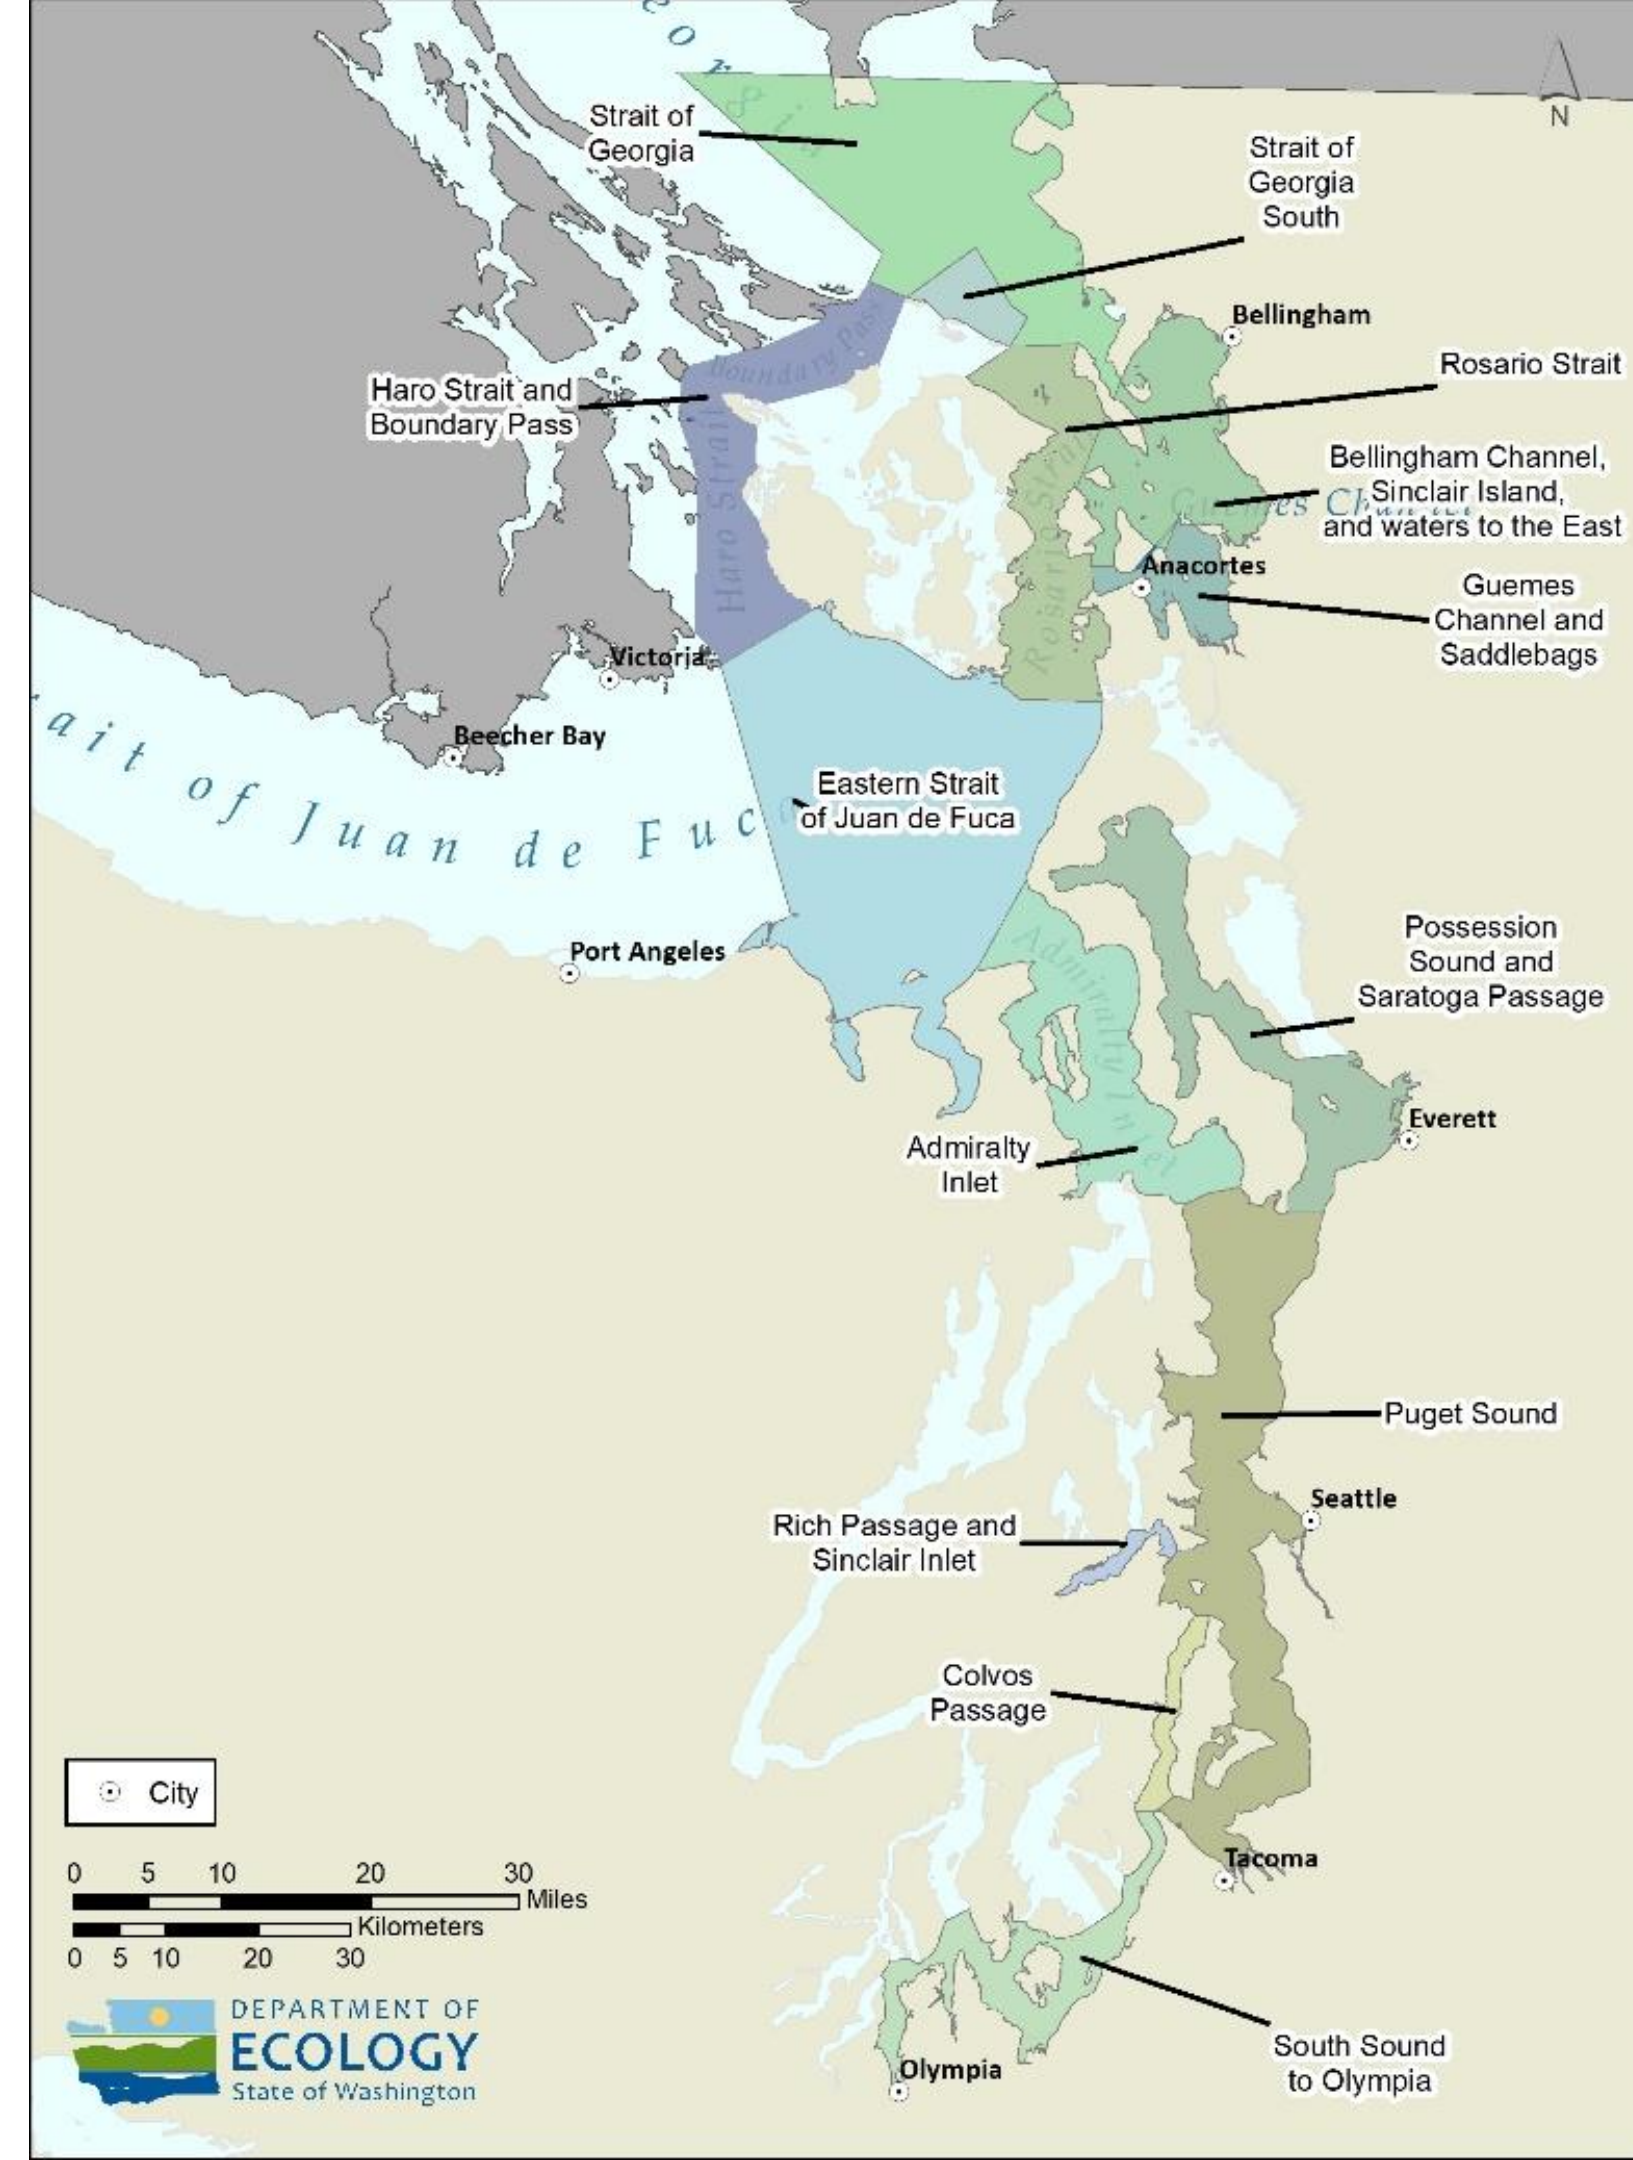 Strait of
Georgia
N
Strait of
Georgia
South
Bellingham
Boundary Pass
Rosario Strait
Haro Strait and
Boundary Pass
Haro Strait
Rosario Strait
Bellingham Channel,
Sinclair Island,
and waters to the East
Anacortes
Guemes
Channel and
Saddlebags
Victoria
Beecher Bay
ait of Juan de Fuca
Eastern Strait
of Juan de Fuca
Port Angeles
Admiralty Inlet
Possession
Sound and
Saratoga Passage
Everett
Admiralty
Inlet
Puget Sound
Seattle
Rich Passage and
Sinclair Inlet
Colvos
Passage
City
Tacoma
0 5 10 20 30
Miles
Kilometers
0 5 10 20 30
DEPARTMENT OF
ECOLOGY
State of Washington
Olympia
South Sound
to Olympia